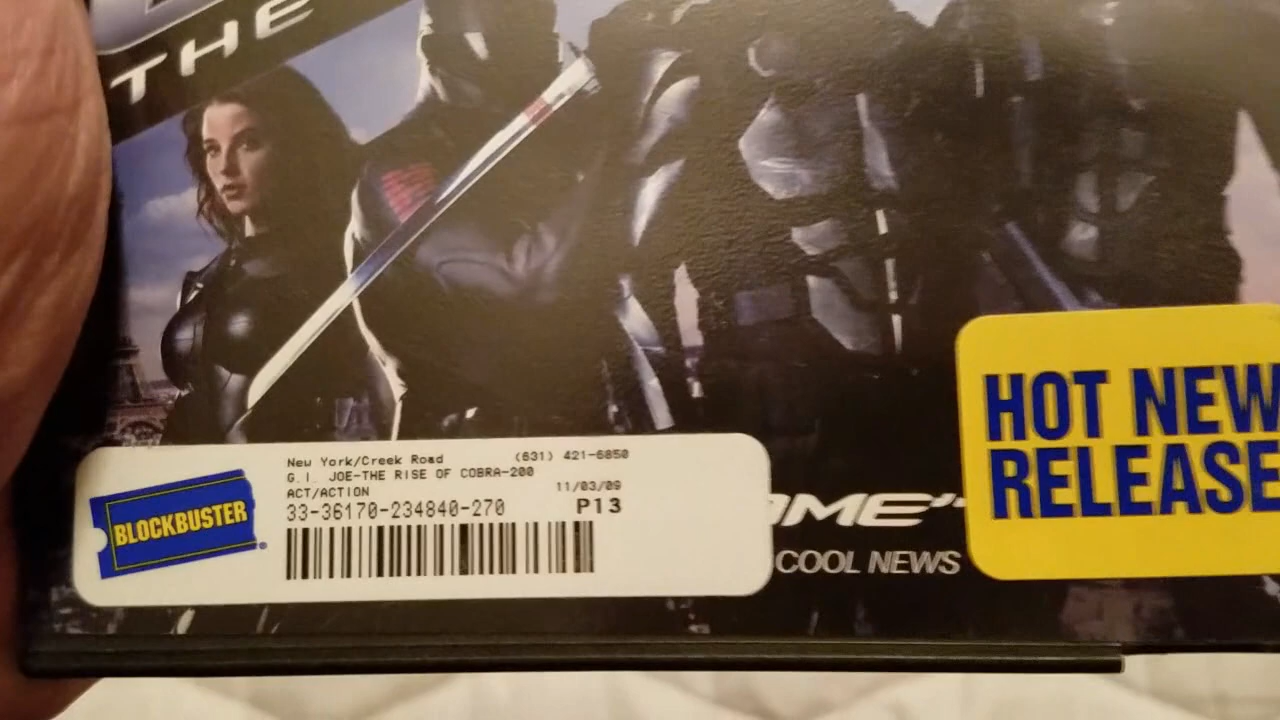 THE
New York/Creek Road (631) 421-6850
G.I. JOE-THE RISE OF COBRA-200
ACT/ACTION 11/03/09
33-36170-234840-270 P13
BLOCKBUSTER
HOT NEW
RELEASE
COOL NEWS